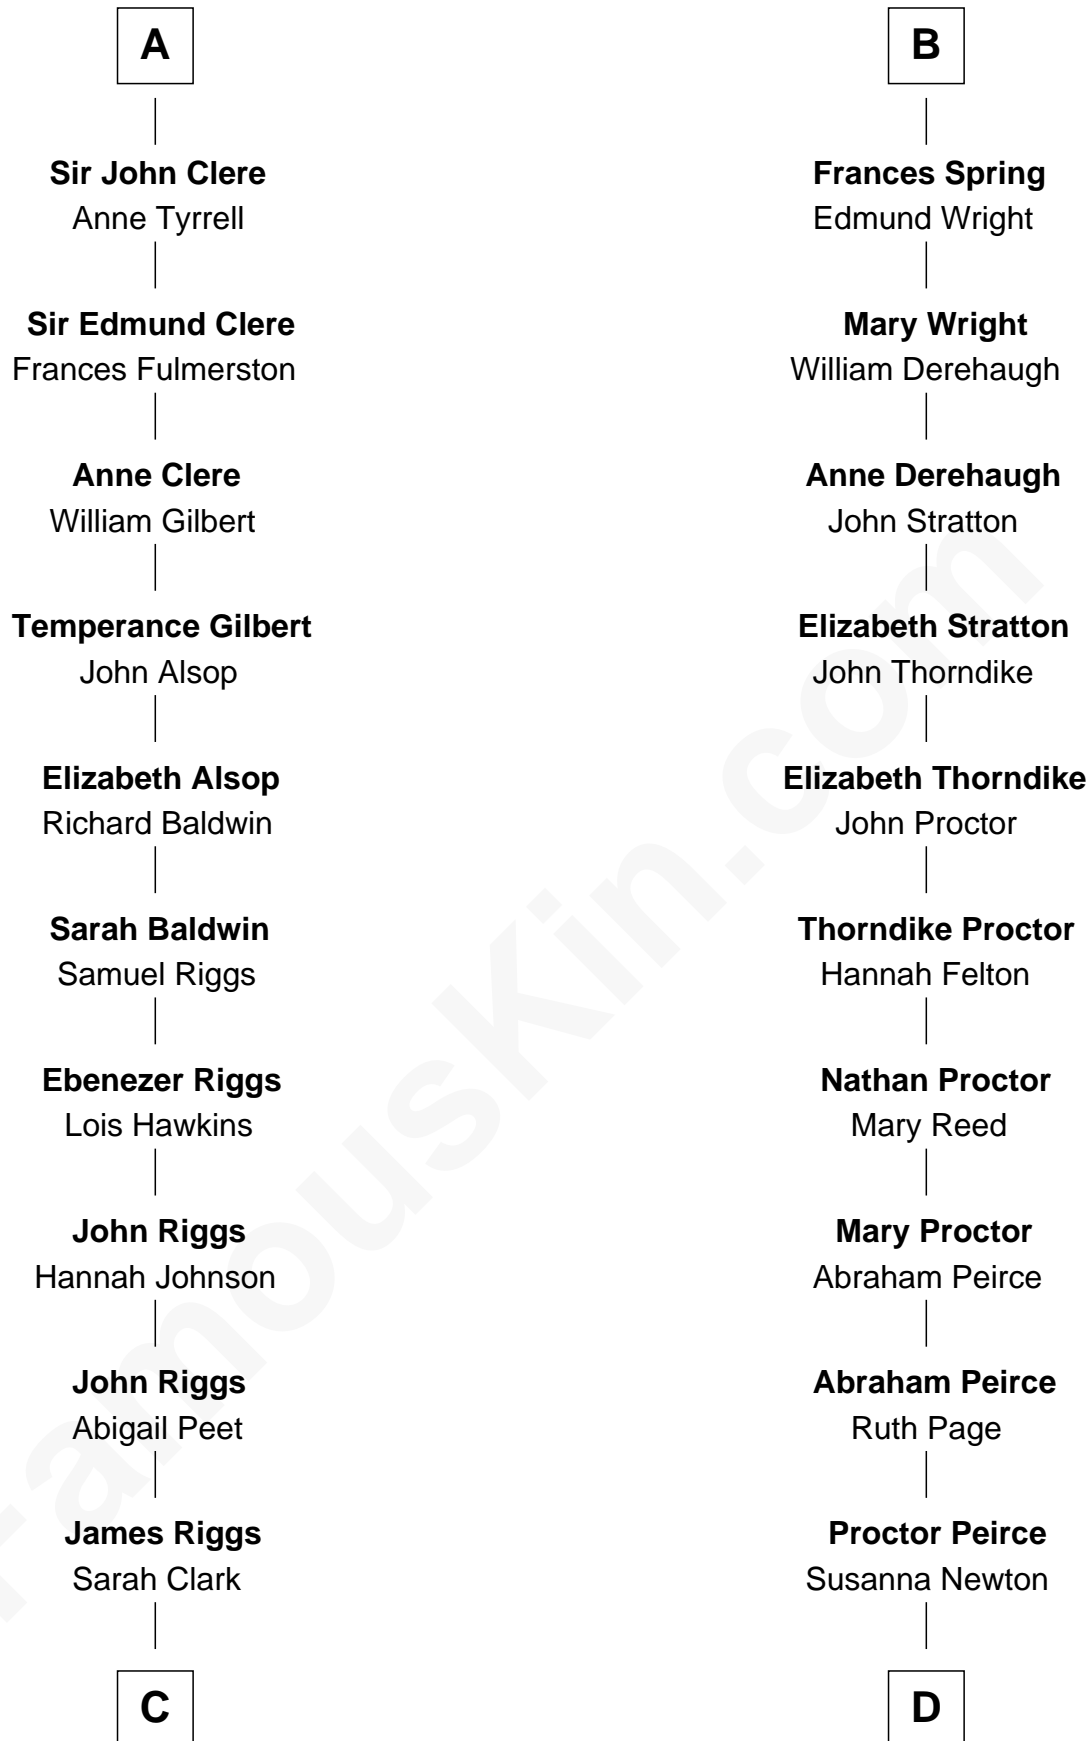 A
Sir John Clere
Anne Tyrrell
Sir Edmund Clere
Frances Fulmerston
Anne Clere
William Gilbert
Temperance Gilbert
John Alsop
Elizabeth Alsop
Richard Baldwin
Sarah Baldwin
Samuel Riggs
Ebenezer Riggs
Lois Hawkins
John Riggs
Hannah Johnson
John Riggs
Abigail Peet
James Riggs
Sarah Clark
C
B
Frances Spring
Edmund Wright
Mary Wright
William Derehaugh
Anne Derehaugh
John Stratton
Elizabeth Stratton
John Thorndike
Elizabeth Thorndike
John Proctor
Thorndike Proctor
Hannah Felton
Nathan Proctor
Mary Reed
Mary Proctor
Abraham Peirce
Abraham Peirce
Ruth Page
Proctor Peirce
Susanna Newton
D
FamousKin.com